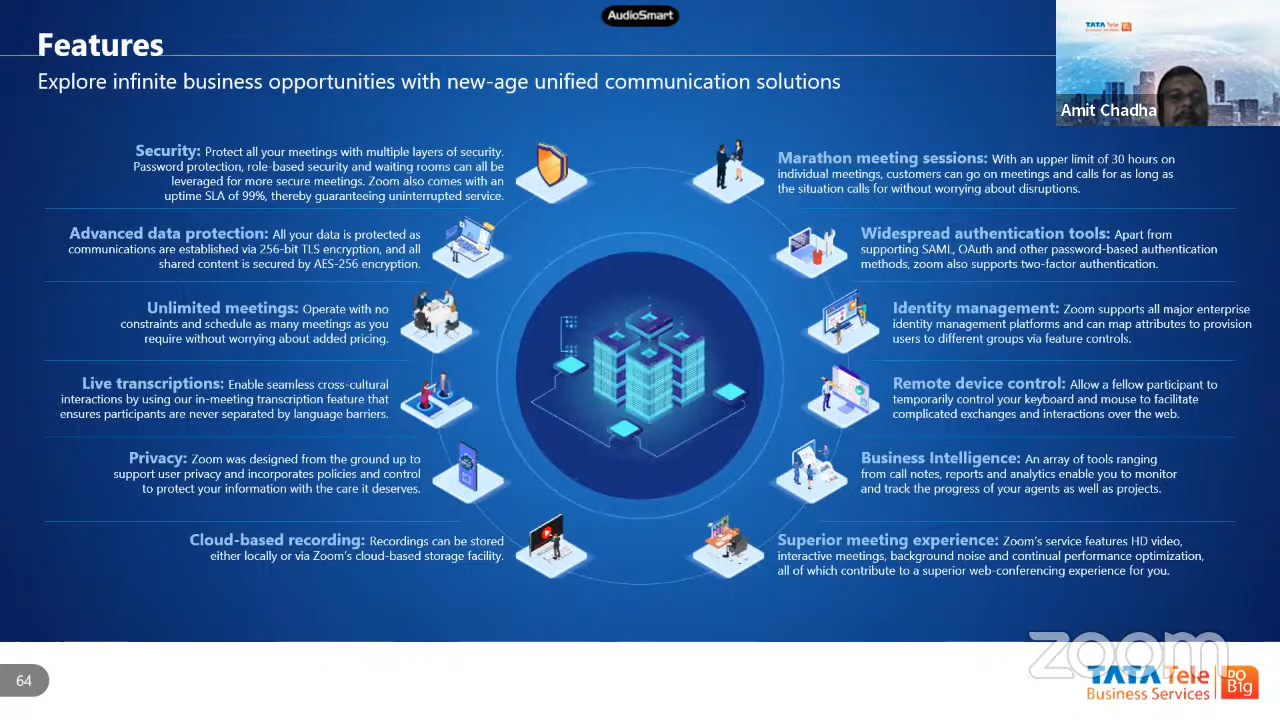 AudioSmart
Features
Explore infinite business opportunities with new-age unified communication solutions
TATA Tele
Amit Chadha
Security: Protect all your meetings with multiple layers of security.
Password protection, role-based security and waiting rooms can all be
leveraged for more secure meetings. Zoom also comes with an
uptime SLA of 99%, thereby guaranteeing uninterrupted service.
Advanced data protection: All your data is protected as
communications are established via 256-bit TLS encryption, and all
shared content is secured by AES-256 encryption.
Unlimited meetings: Operate with no
constraints and schedule as many meetings as you
require without worrying about added pricing.
Live transcriptions: Enable seamless cross-cultural
interactions by using our in-meeting transcription feature that
ensures participants are never separated by language barriers.
Privacy: Zoom was designed from the ground up to
support user privacy and incorporates policies and control
to protect your information with the care it deserves.
Cloud-based recording: Recordings can be stored
either locally or via Zoom's cloud-based storage facility.
Marathon meeting sessions: With an upper limit of 30 hours on
individual meetings, customers can go on meetings and calls for as long as
the situation calls for without worrying about disruptions.
Widespread authentication tools: Apart from
supporting SAML, OAuth and other password-based authentication
methods, zoom also supports two-factor authentication.
Identity management: Zoom supports all major enterprise
identity management platforms and can map attributes to provision
users to different groups via feature controls.
Remote device control: Allow a fellow participant to
temporarily control your keyboard and mouse to facilitate
complicated exchanges and interactions over the web.
Business Intelligence: An array of tools ranging
from call notes, reports and analytics enable you to monitor
and track the progress of your agents as well as projects.
Superior meeting experience: Zoom's service features HD video,
interactive meetings, background noise and continual performance optimization,
all of which contribute to a superior web-conferencing experience for you.
64
zoom
TATA Tele
Business Services
DO
B1g